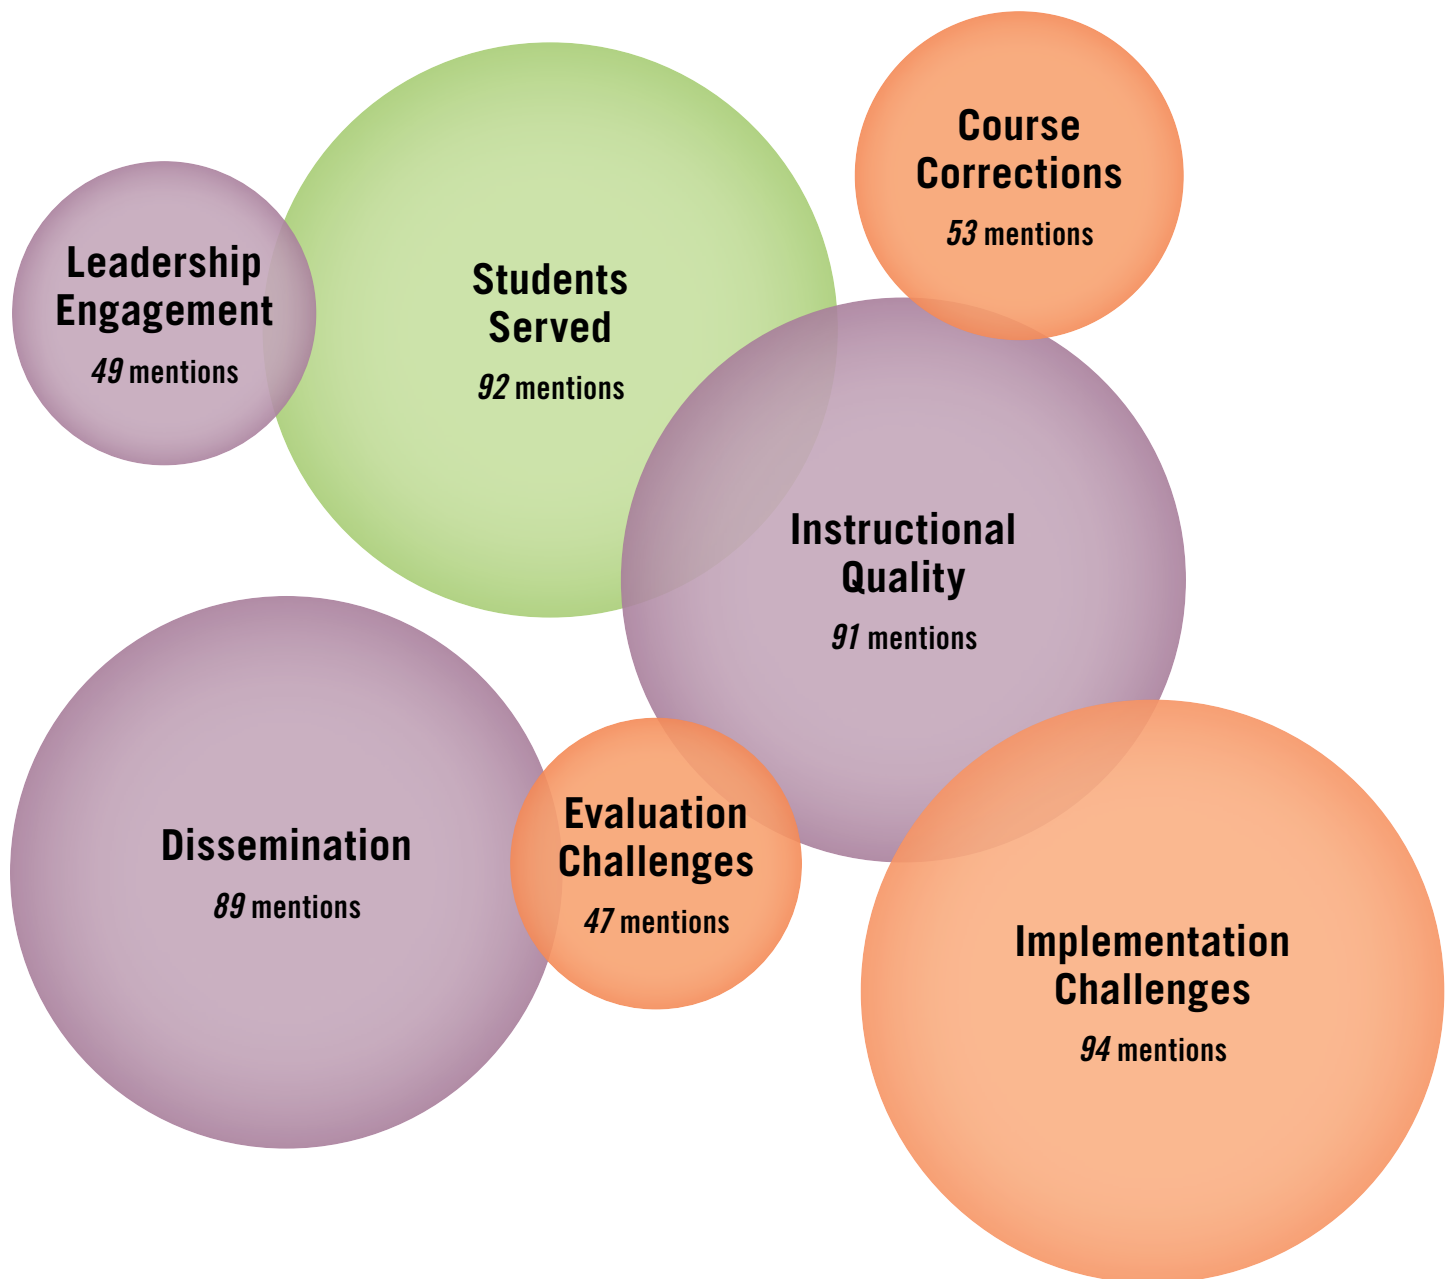 Course
Corrections
53 mentions
Leadership
Engagement
49 mentions
Students
Served
92 mentions
Instructional
Quality
91 mentions
Dissemination
89 mentions
Evaluation
Challenges
47 mentions
Implementation
Challenges
94 mentions